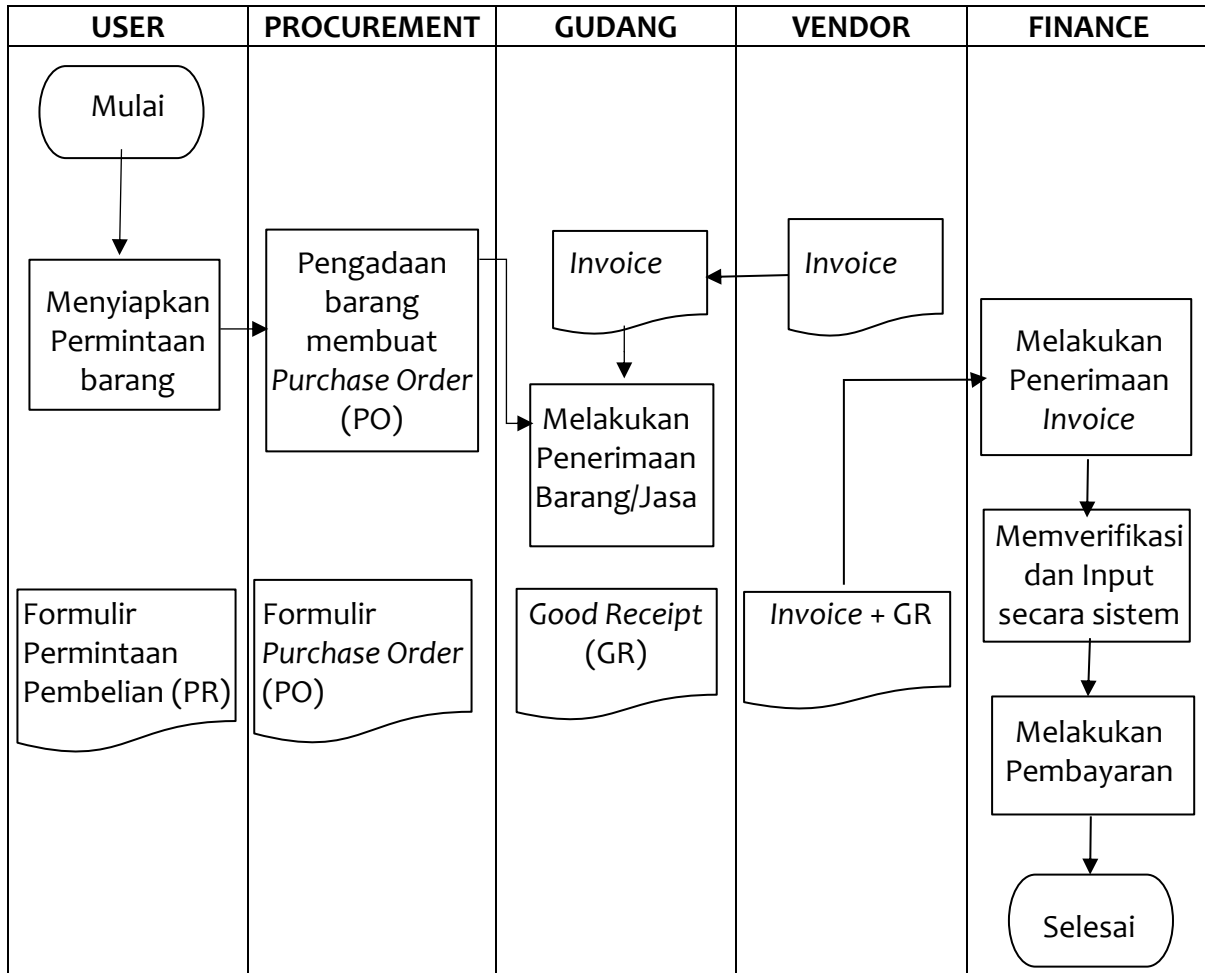 USER
PROCUREMENT
GUDANG
VENDOR
FINANCE
Mulai
Menyiapkan
Permintaan
barang
Pengadaan
barang
membuat
Purchase Order
(PO)
Invoice
Invoice
Melakukan
Penerimaan
Barang/Jasa
Melakukan
Penerimaan
Invoice
Memverifikasi
dan Input
secara sistem
Formulir
Permintaan
Pembelian (PR)
Formulir
Purchase Order
(PO)
Good Receipt
(GR)
Invoice + GR
Melakukan
Pembayaran
Selesai